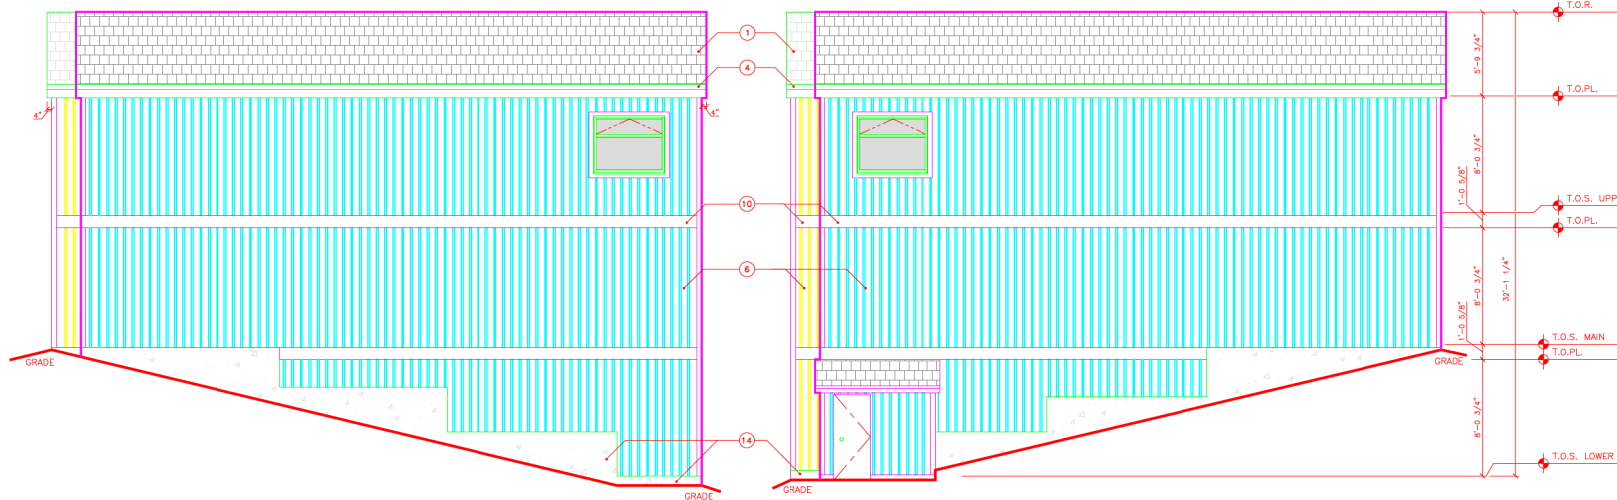 T.O.R.
1
5'-9 3/4"
4
T.O.PL.
4"
4"
8'-0 3/4"
1'-0 5/8"
T.O.S. UPP
10
T.O.PL.
6
8'-0 3/4"
32'-1 1/4"
1'-0 5/8"
T.O.S. MAIN
T.O.PL.
GRADE
GRADE
8'-0 3/4"
14
T.O.S. LOWER
GRADE
GRADE